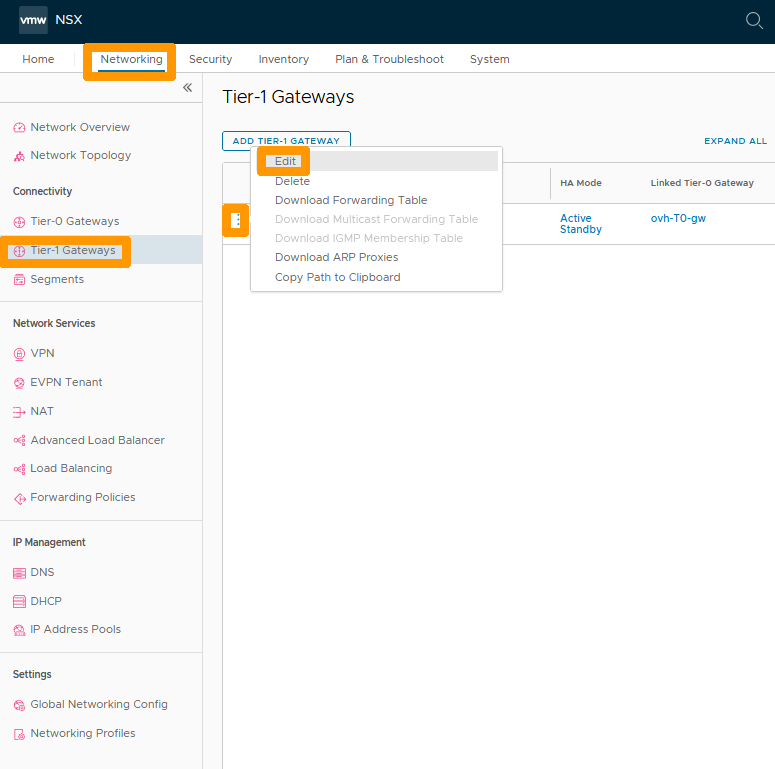 vmw NSX
Home Networking Security Inventory Plan & Troubleshoot System
Network Overview
Network Topology
Connectivity
Tier-0 Gateways
Tier-1 Gateways
Segments
Network Services
VPN
EVPN Tenant
NAT
Advanced Load Balancer
Load Balancing
Forwarding Policies
IP Management
DNS
DHCP
IP Address Pools
Settings
Global Networking Config
Networking Profiles
Tier-1 Gateways
ADD TIER-1 GATEWAY
EXPAND ALL
Edit
Delete
Download Forwarding Table
Download Multicast Forwarding Table
Download IGMP Membership Table
Download ARP Proxies
Copy Path to Clipboard
HA Mode Linked Tier-0 Gateway
Active
Standby
ovh-T0-gw